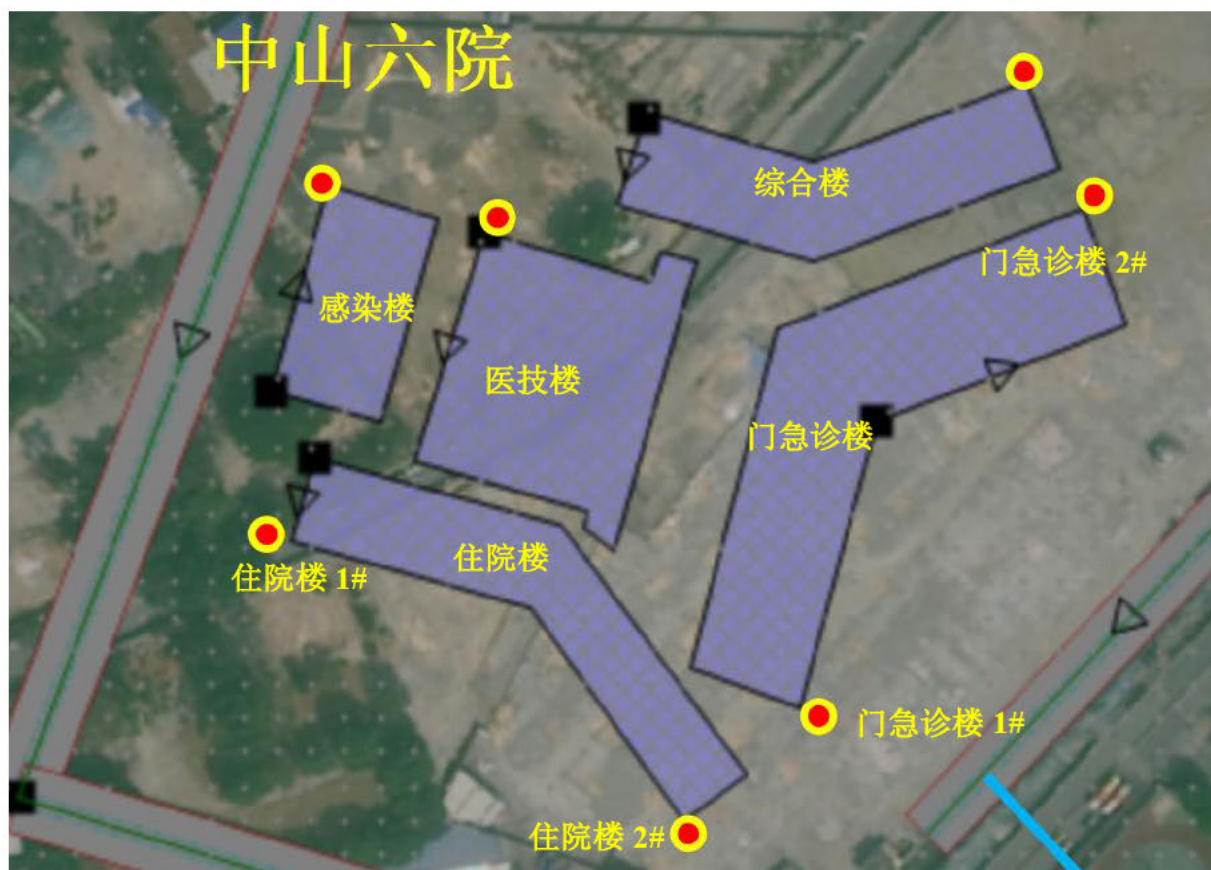 中山六院
综合楼
门急诊楼 2#
感染楼
医技楼
门急诊楼
住院楼
住院楼 1#
门急诊楼 1#
住院楼 2#